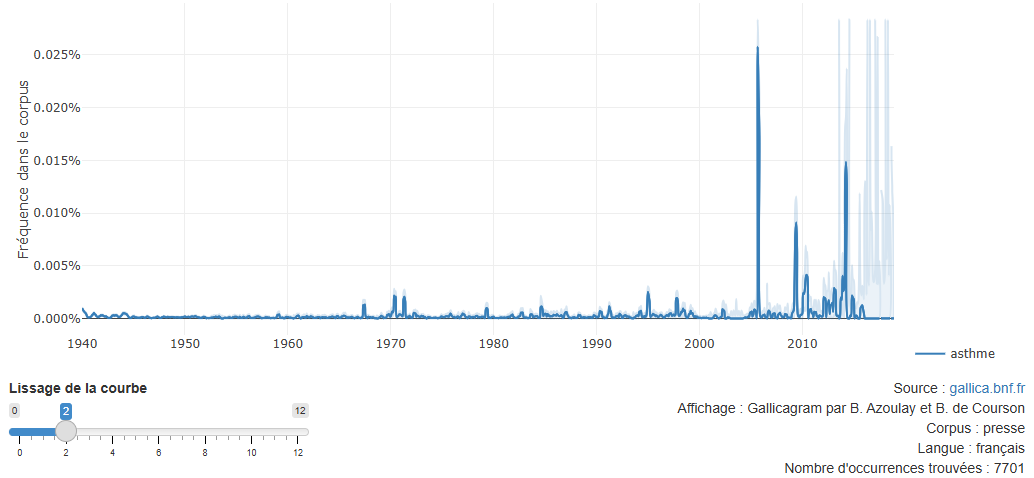 Fréquence dans le corpus
0.025%
0.020%
0.015%
0.010%
0.005%
0.000%
1940 1950 1960 1970 1980 1990 2000 2010
asthme
Lissage de la courbe
0 2 12
0 2 4 6 8 10 12
Source : gallica.bnf.fr
Affichage : Gallicagram par B. Azoulay et B. de Courson
Corpus : presse
Langue : français
Nombre d'occurrences trouvées : 7701